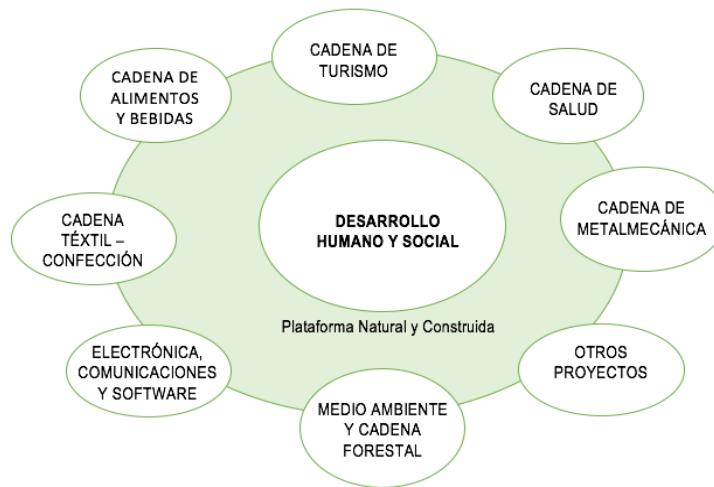 CADENA DE
TURISMO
CADENA DE
ALIMENTOS
Y BEBIDAS
CADENA DE
SALUD
CADENA
TÉXTIL –
CONFECCIÓN
DESARROLLO
HUMANO Y SOCIAL
CADENA DE
METALMECÁNICA
Plataforma Natural y Construida
ELECTRÓNICA,
COMUNICACIONES
Y SOFTWARE
OTROS
PROYECTOS
MEDIO AMBIENTE
Y CADENA
FORESTAL